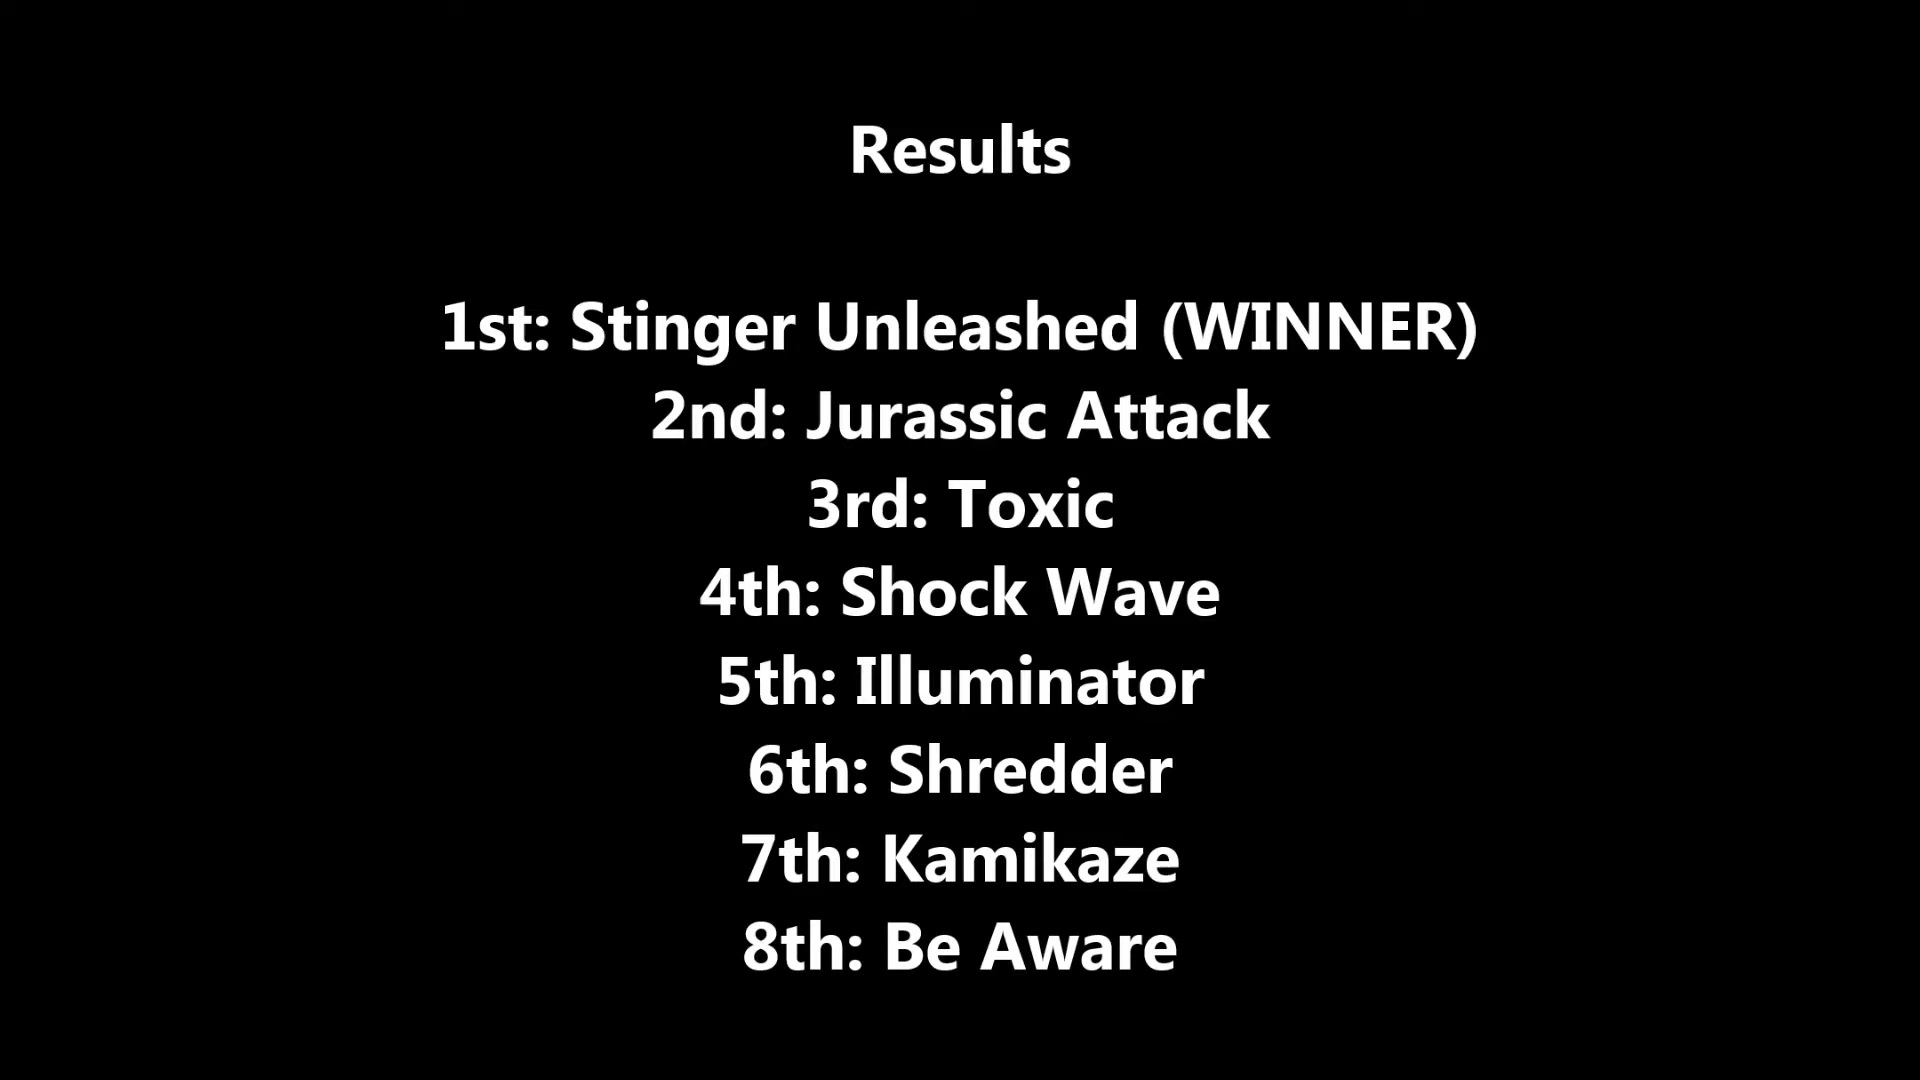 Results
1st: Stinger Unleashed (WINNER)
2nd: Jurassic Attack
3rd: Toxic
4th: Shock Wave
5th: Illuminator
6th: Shredder
7th: Kamikaze
8th: Be Aware